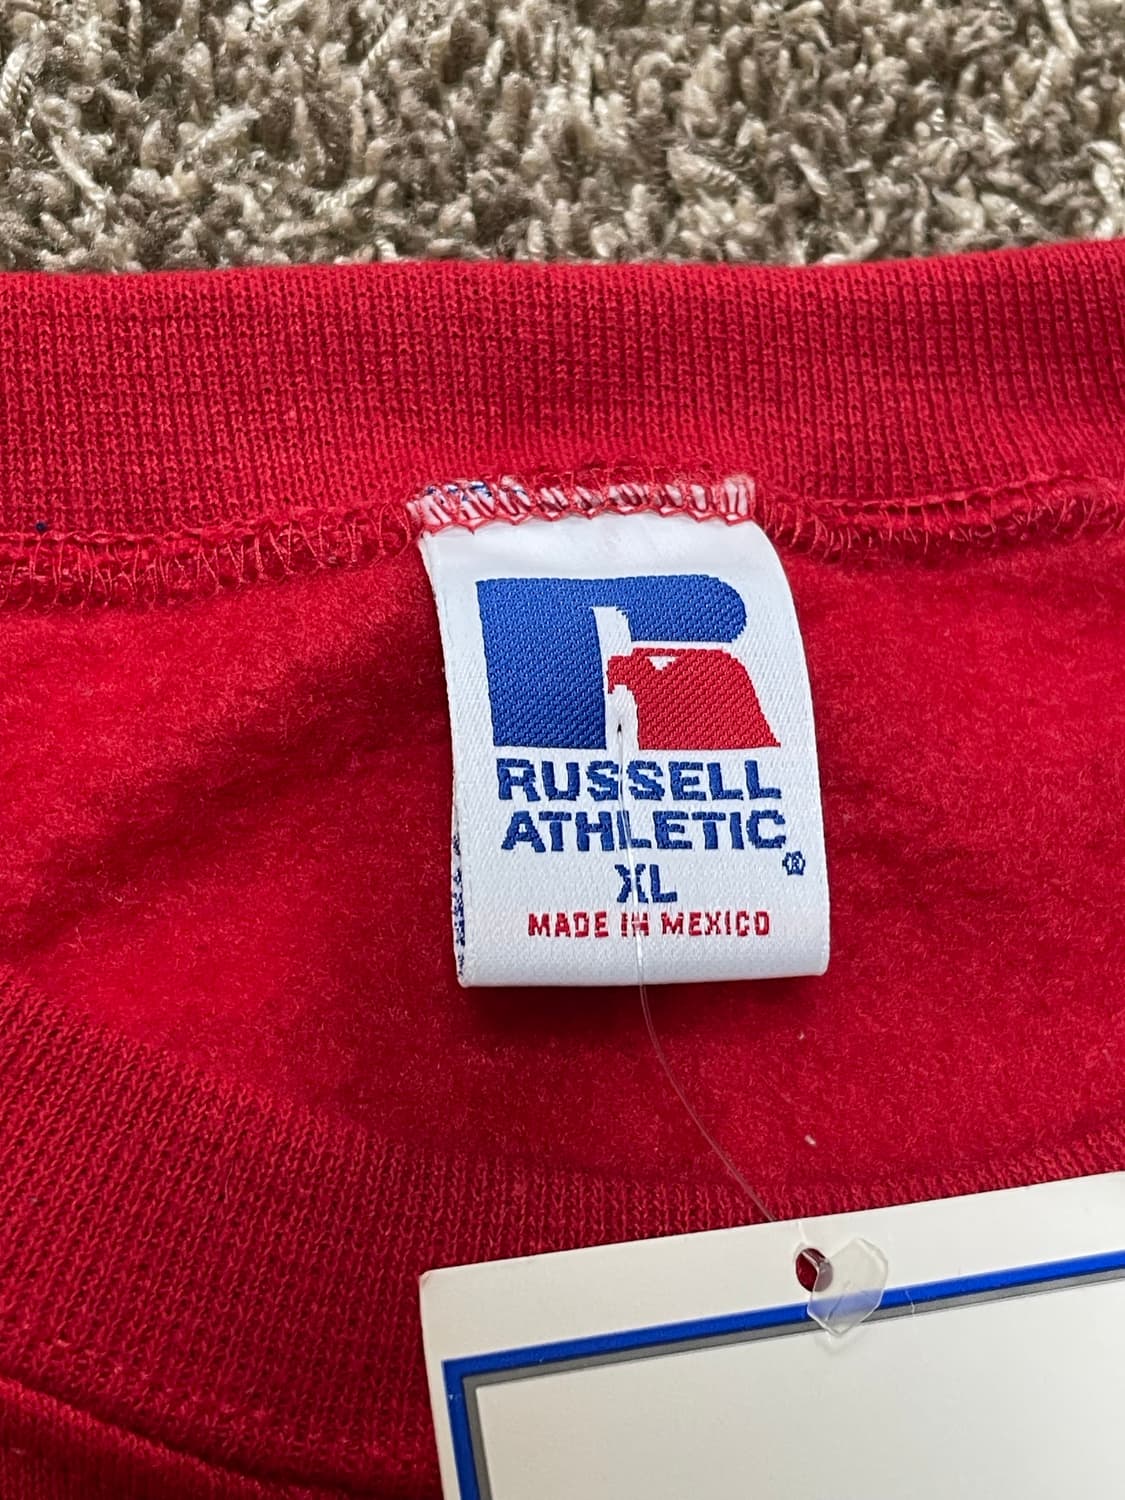 RUSSELL
ATHLETIC®
XL
MADE IN MEXICO